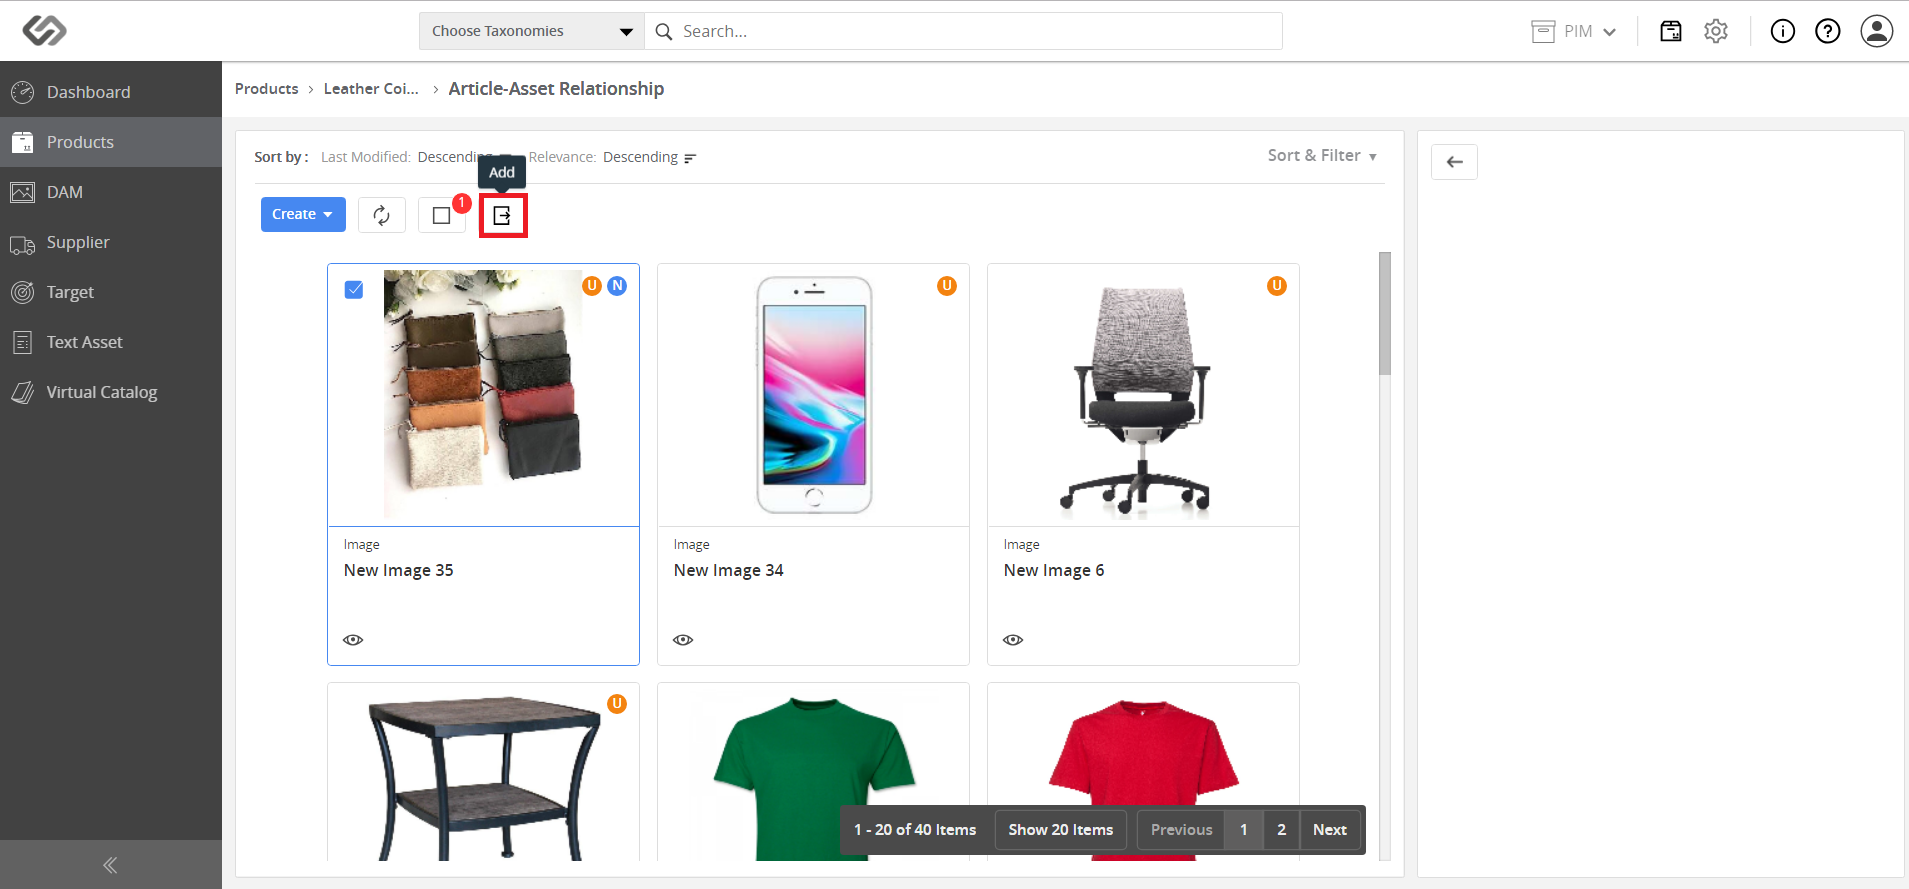 Choose Taxonomies
Search...
PIM
Dashboard
Products
DAM
Supplier
Target
Text Asset
Virtual Catalog
Products > Leather Coi... > Article-Asset Relationship
Sort by : Last Modified: Descending Relevance: Descending
Sort & Filter
Add
Create
1
U N
U
U
Image
New Image 35
Image
New Image 34
Image
New Image 6
U
1 - 20 of 40 Items
Show 20 Items
Previous 1 2 Next